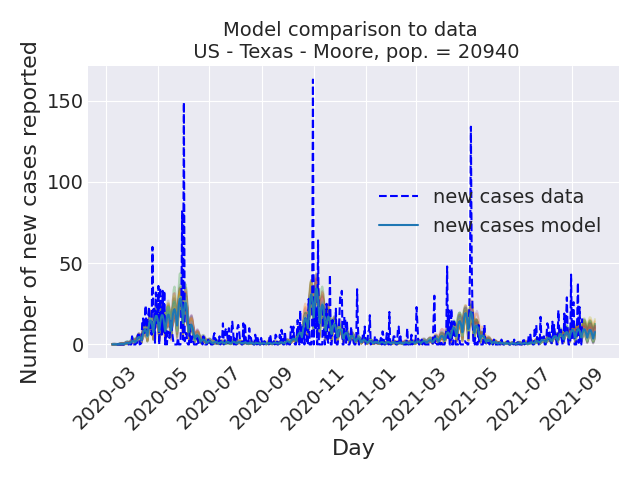 Model comparison to data
US - Texas - Moore, pop. = 20940
Number of new cases reported
150
100
50
0
new cases data
new cases model
2020-03
2020-05
2020-07
2020-09
2020-11
2021-01
2021-03
2021-05
2021-07
2021-09
Day